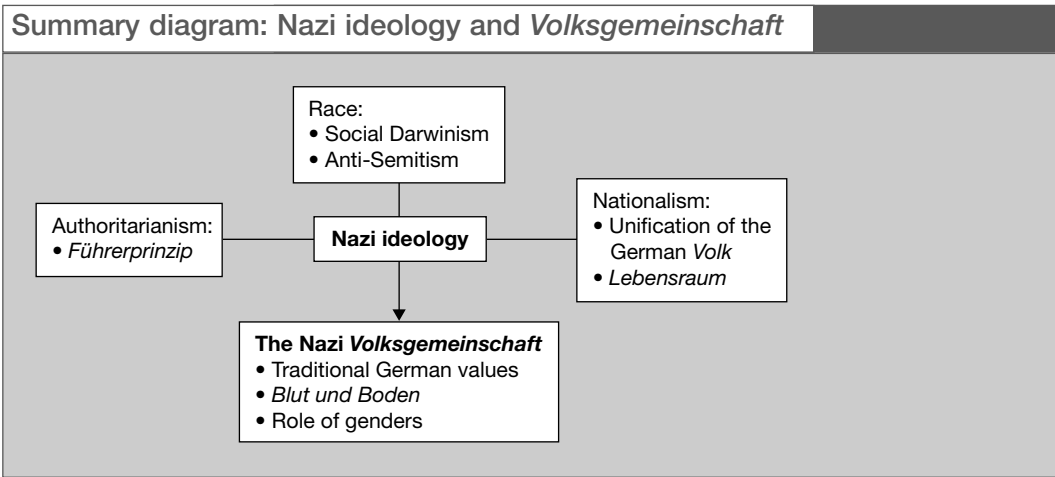 Summary diagram: Nazi ideology and Volksgemeinschaft
Race:
• Social Darwinism
• Anti-Semitism
Authoritarianism:
• Führerprinzip
Nazi ideology
Nationalism:
• Unification of the
German Volk
• Lebensraum
The Nazi Volksgemeinschaft
• Traditional German values
• Blut und Boden
• Role of genders